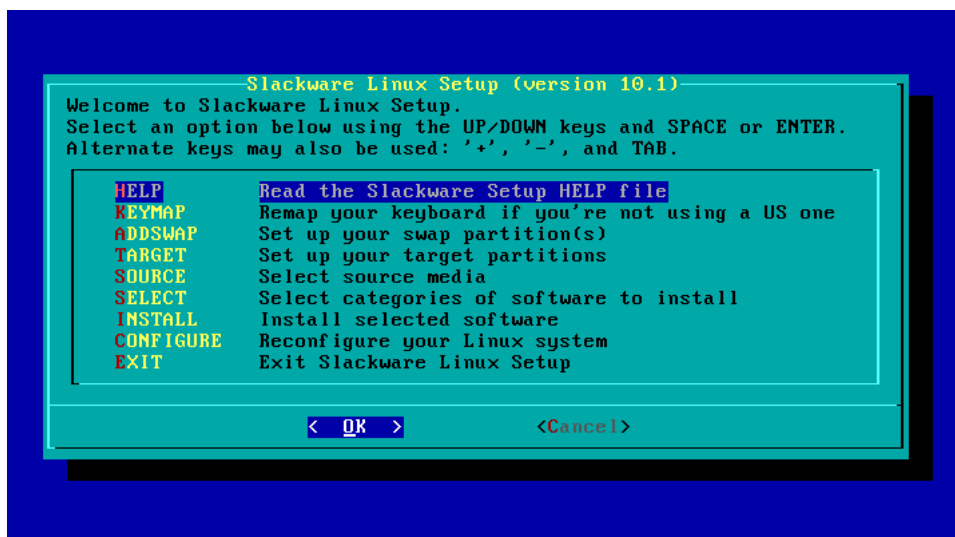 Slackware Linux Setup (version 10.1)
Welcome to Slackware Linux Setup.
Select an option below using the UP/DOWN keys and SPACE or ENTER.
Alternate keys may also be used: '+', '-', and TAB.
HELP Read the Slackware Setup HELP file
KEYMAP Remap your keyboard if you're not using a US one
ADDSWAP Set up your swap partition(s)
TARGET Set up your target partitions
SOURCE Select source media
SELECT Select categories of software to install
INSTALL Install selected software
CONFIGURE Reconfigure your Linux system
EXIT Exit Slackware Linux Setup
< OK > <Cancel>